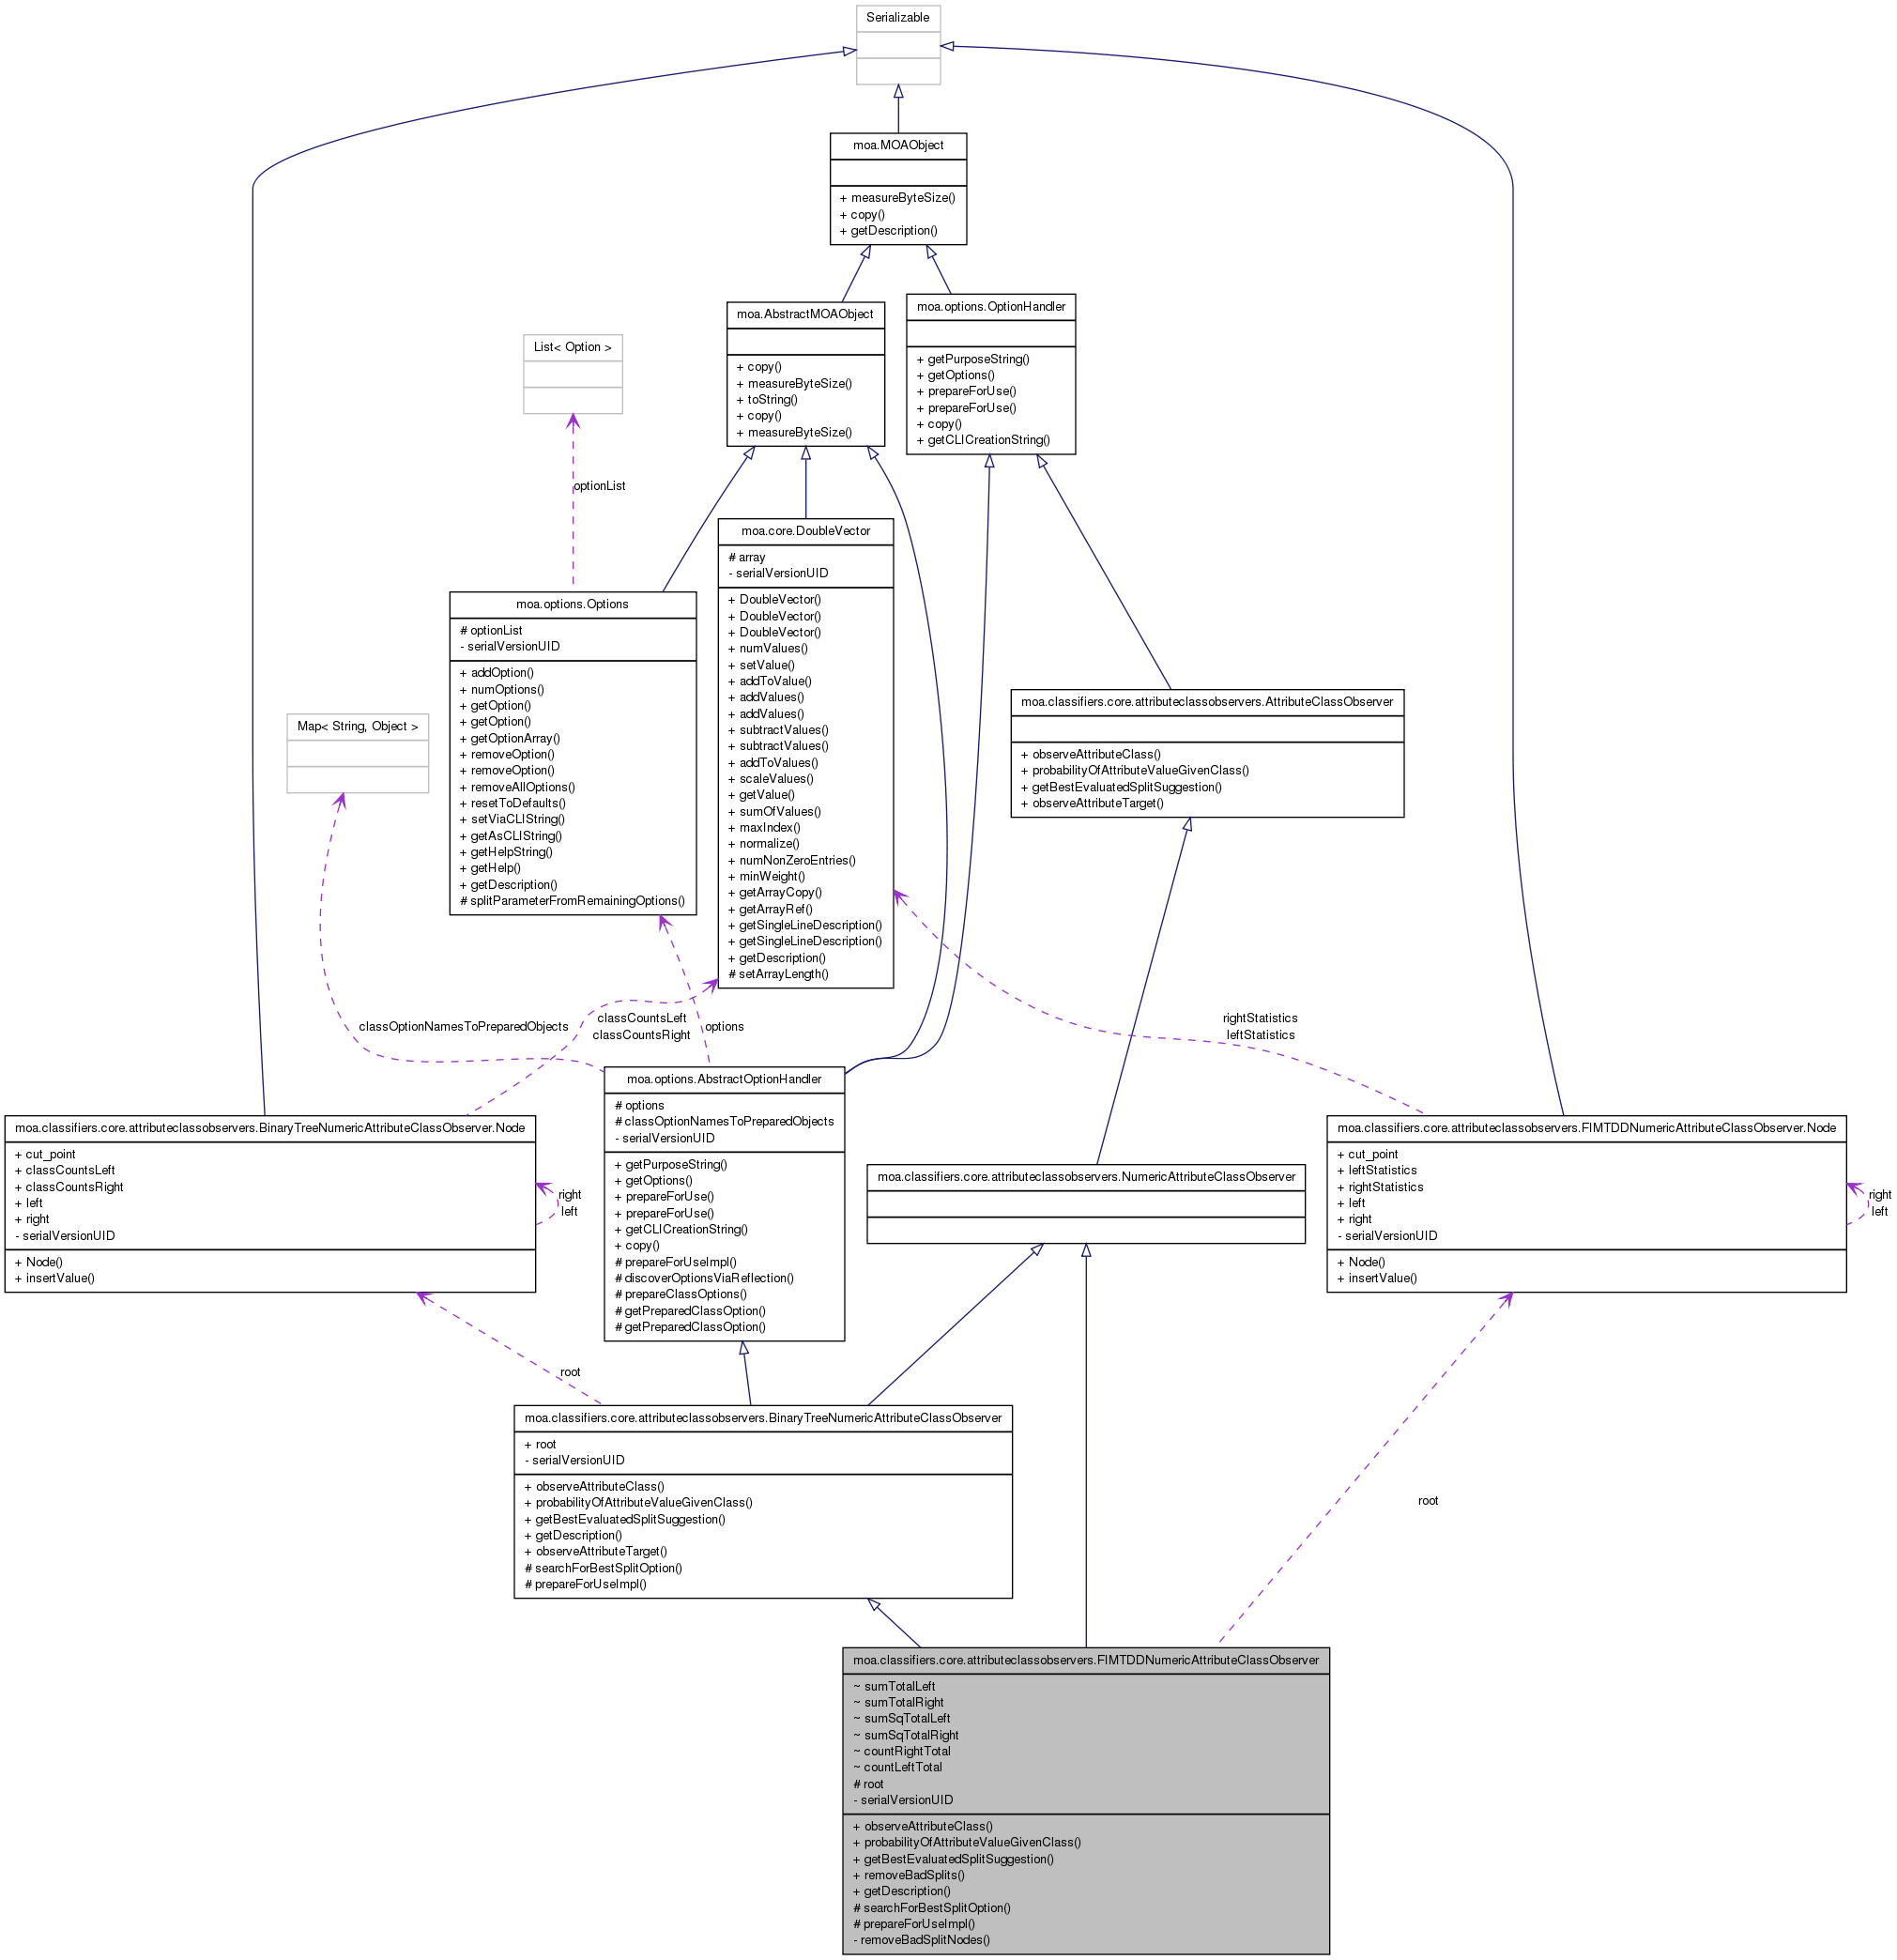 Serializable
moa.MOAObject
+ measureByteSize()
+ copy()
+ getDescription()
moa.AbstractMOAObject
+ copy()
+ measureByteSize()
+ toString()
+ copy()
+ measureByteSize()
moa.options.OptionHandler
+ getPurposeString()
+ getOptions()
+ prepareForUse()
+ prepareForUse()
+ copy()
+ getCLICreationString()
List< Option >
optionList
moa.core.DoubleVector
# array
- serialVersionUID
+ DoubleVector()
+ DoubleVector()
+ DoubleVector()
+ numValues()
+ setValue()
+ addToValue()
+ addValues()
+ addValues()
+ subtractValues()
+ subtractValues()
+ addToValues()
+ scaleValues()
+ getValue()
+ sumOfValues()
+ maxIndex()
+ normalize()
+ numNonZeroEntries()
+ minWeight()
+ getArrayCopy()
+ getArrayRef()
+ getSingleLineDescription()
+ getSingleLineDescription()
+ getDescription()
# setArrayLength()
moa.options.Options
# optionList
- serialVersionUID
+ addOption()
+ numOptions()
+ getOption()
+ getOption()
+ getOptionArray()
+ removeOption()
+ removeOption()
+ removeAllOptions()
+ resetToDefaults()
+ setViaCLIString()
+ getAsCLIString()
+ getHelpString()
+ getHelp()
+ getDescription()
# splitParameterFromRemainingOptions()
Map< String, Object >
moa.classifiers.core.attributeclassobservers.AttributeClassObserver
+ observeAttributeClass()
+ probabilityOfAttributeValueGivenClass()
+ getBestEvaluatedSplitSuggestion()
+ observeAttributeTarget()
classOptionNamesToPreparedObjects
classCountsLeft
classCountsRight
options
rightStatistics
leftStatistics
moa.options.AbstractOptionHandler
# options
# classOptionNamesToPreparedObjects
- serialVersionUID
+ getPurposeString()
+ getOptions()
+ prepareForUse()
+ prepareForUse()
+ getCLICreationString()
+ copy()
# prepareForUseImpl()
# discoverOptionsViaReflection()
# prepareClassOptions()
# getPreparedClassOption()
# getPreparedClassOption()
moa.classifiers.core.attributeclassobservers.BinaryTreeNumericAttributeClassObserver.Node
+ cut_point
+ classCountsLeft
+ classCountsRight
+ left
+ right
- serialVersionUID
+ Node()
+ insertValue()
right
left
moa.classifiers.core.attributeclassobservers.NumericAttributeClassObserver
moa.classifiers.core.attributeclassobservers.FIMTDDNumericAttributeClassObserver.Node
+ cut_point
+ leftStatistics
+ rightStatistics
+ left
+ right
- serialVersionUID
+ Node()
+ insertValue()
right
left
root
moa.classifiers.core.attributeclassobservers.BinaryTreeNumericAttributeClassObserver
+ root
- serialVersionUID
+ observeAttributeClass()
+ probabilityOfAttributeValueGivenClass()
+ getBestEvaluatedSplitSuggestion()
+ getDescription()
+ observeAttributeTarget()
# searchForBestSplitOption()
# prepareForUseImpl()
root
moa.classifiers.core.attributeclassobservers.FIMTDDNumericAttributeClassObserver
~ sumTotalLeft
~ sumTotalRight
~ sumSqTotalLeft
~ sumSqTotalRight
~ countRightTotal
~ countLeftTotal
# root
- serialVersionUID
+ observeAttributeClass()
+ probabilityOfAttributeValueGivenClass()
+ getBestEvaluatedSplitSuggestion()
+ removeBadSplits()
+ getDescription()
# searchForBestSplitOption()
# prepareForUseImpl()
- removeBadSplitNodes()